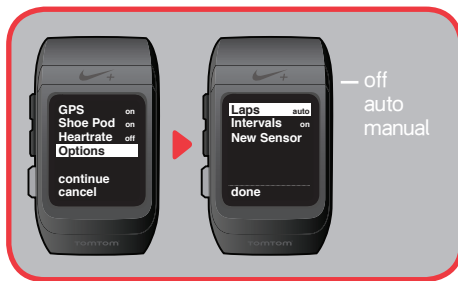 GPS on
Shoe Pod on
Heartrate off
Options
continue
cancel
TOMTOM
Laps auto
Intervals on
New Sensor
done
TOMTOM
off
auto
manual